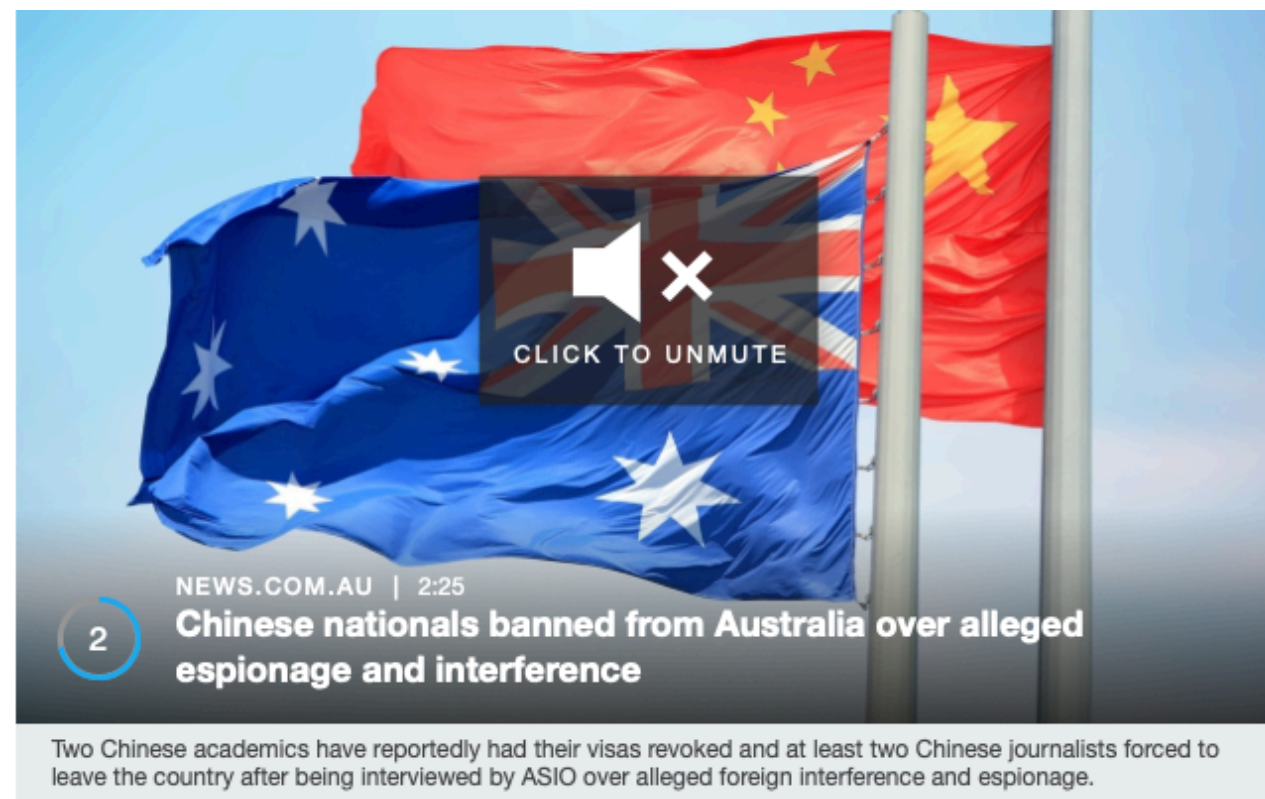 CLICK TO UNMUTE
NEWS.COM.AU | 2:25
2
Chinese nationals banned from Australia over alleged
espionage and interference
Two Chinese academics have reportedly had their visas revoked and at least two Chinese journalists forced to
leave the country after being interviewed by ASIO over alleged foreign interference and espionage.